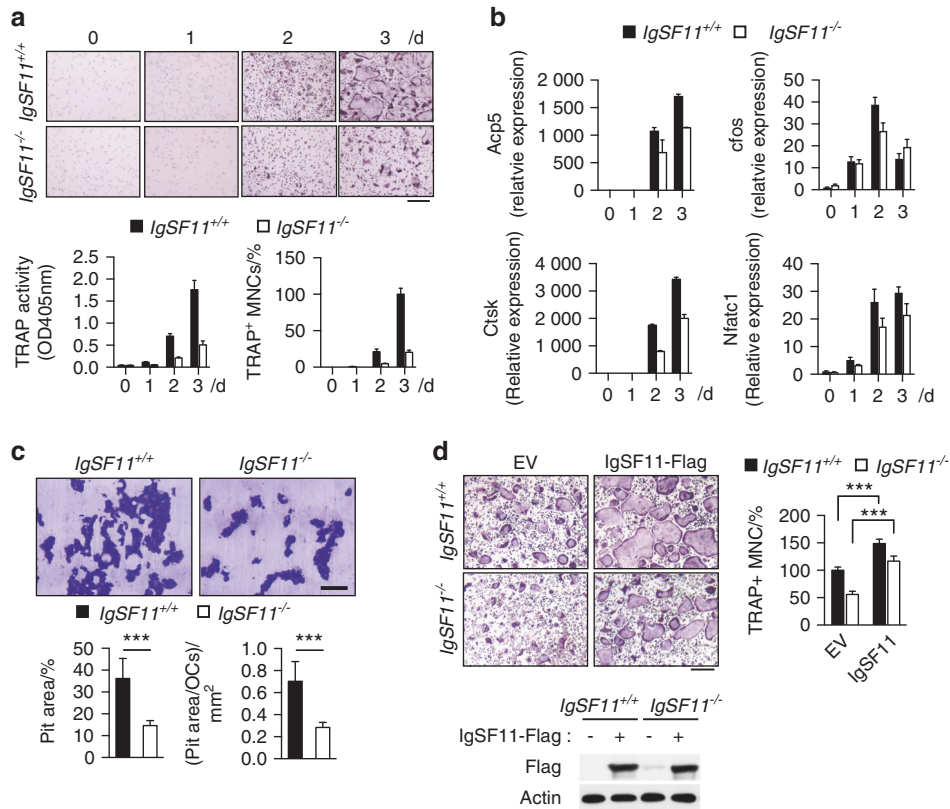 a
0 1 2 3 /d
IgSF11+/+
IgSF11-/-
IgSF11+/+ IgSF11-/-
TRAP activity
(OD405nm)
2.5
2.0
1.5
1.0
0.5
0.0
0 1 2 3 /d
TRAP+ MNCs/%
150
100
50
0
0 1 2 3 /d
b
IgSF11+/+ IgSF11-/-
Acp5
(relatvie expression)
2 000
1 500
1 000
500
0
0 1 2 3
cfos
(relatvie expression)
50
40
30
20
10
0
0 1 2 3
Ctsk
(Relative expression)
4 000
3 000
2 000
1 000
0
0 1 2 3 d
Nfatc1
(Relative expression)
40
30
20
10
0
0 1 2 3 d
c
IgSF11+/+ IgSF11-/-
IgSF11+/+ IgSF11-/-
Pit area/%
50
40
30
20
10
0
***
(Pit area/OCs)/
mm2
1.0
0.8
0.6
0.4
0.2
0.0
***
d
EV IgSF11-Flag
IgSF11+/+
IgSF11-/-
IgSF11+/+ IgSF11-/-
TRAP+ MNC/%
200
150
100
50
0
***
***
EV IgSF11
IgSF11+/+ IgSF11-/-
IgSF11-Flag : - + - +
Flag
Actin